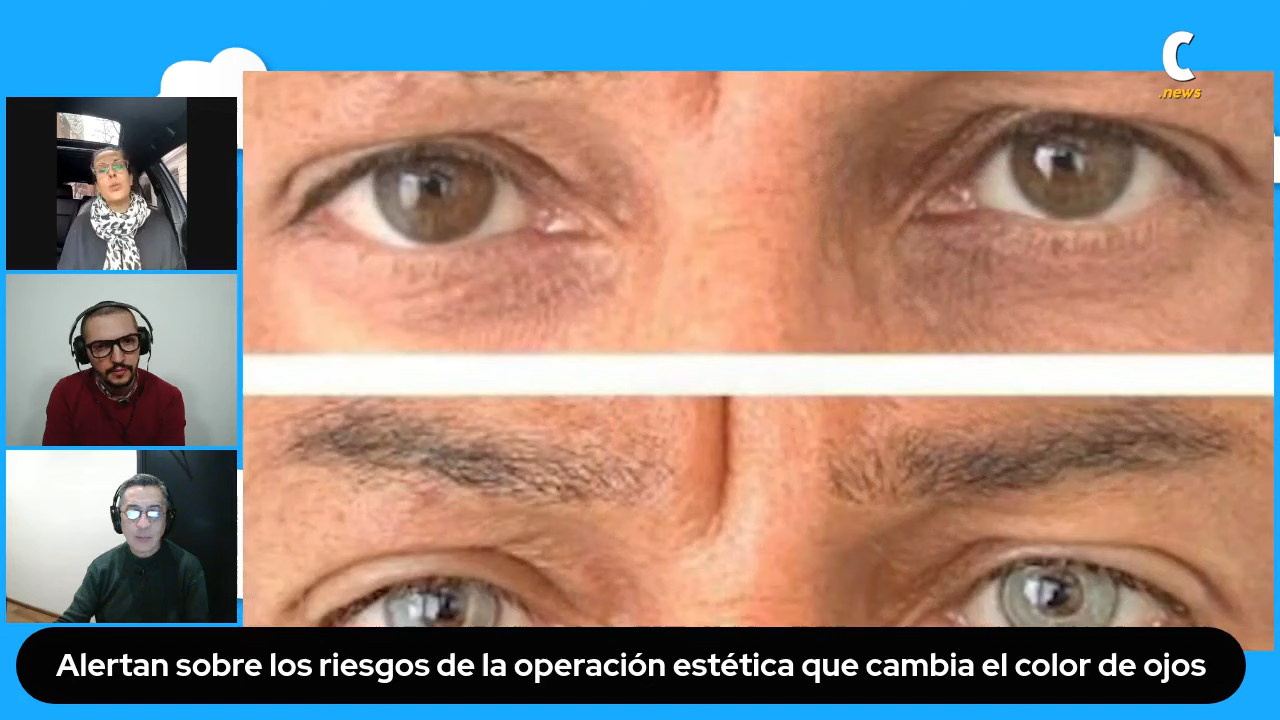 C
.news
Alertan sobre los riesgos de la operación estética que cambia el color de ojos